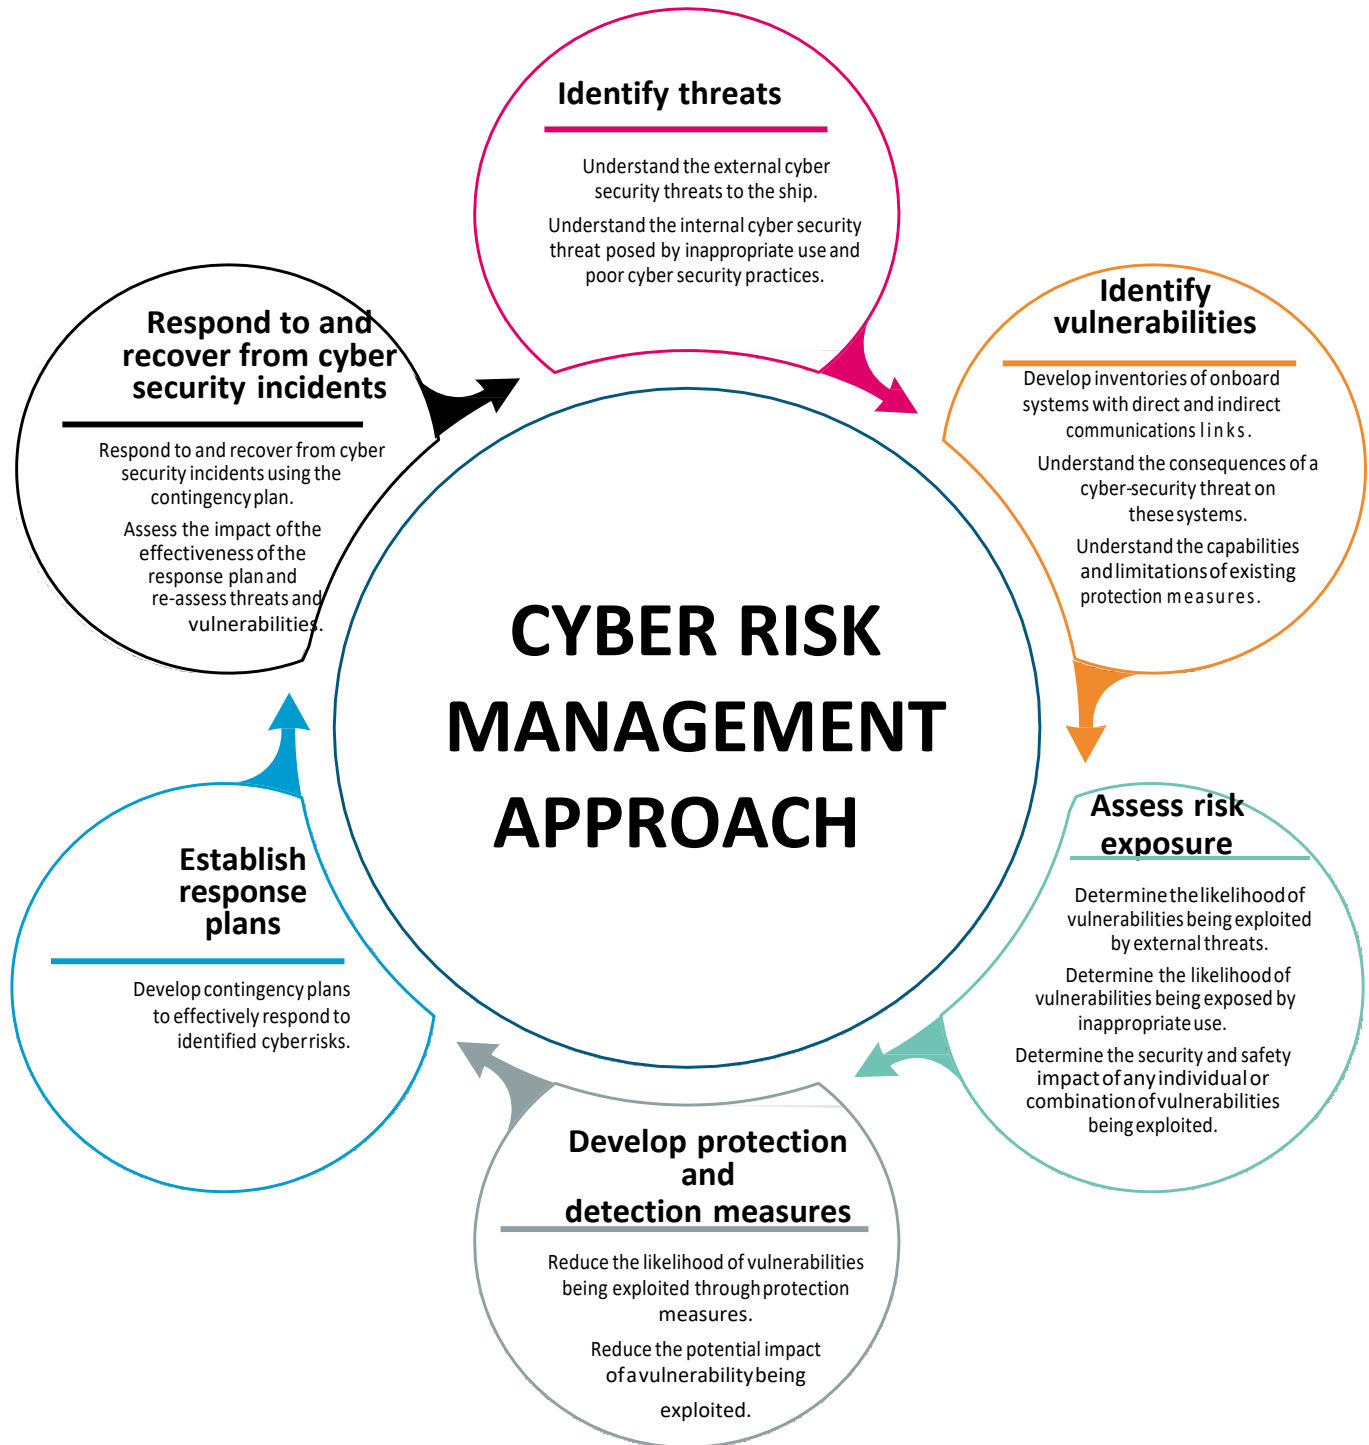 Identify threats
Understand the external cyber
security threats to the ship.
Understand the internal cyber security
threat posed by inappropriate use and
poor cyber security practices.
Identify
vulnerabilities
Develop inventories of onboard
systems with direct and indirect
communications links.
Understand the consequences of a
cyber-security threat on
these systems.
Understand the capabilities
and limitations of existing
protection measures.
Assess risk
exposure
Determine the likelihood of
vulnerabilities being exploited
by external threats.
Determine the likelihood of
vulnerabilities being exposed by
inappropriate use.
Determine the security and safety
impact of any individual or
combination of vulnerabilities
being exploited.
Develop protection
and
detection measures
Reduce the likelihood of vulnerabilities
being exploited through protection
measures.
Reduce the potential impact
of a vulnerability being
exploited.
Establish
response
plans
Develop contingency plans
to effectively respond to
identified cyber risks.
Respond to and
recover from cyber
security incidents
Respond to and recover from cyber
security incidents using the
contingency plan.
Assess the impact of the
effectiveness of the
response plan and
re-assess threats and
vulnerabilities.
CYBER RISK
MANAGEMENT
APPROACH